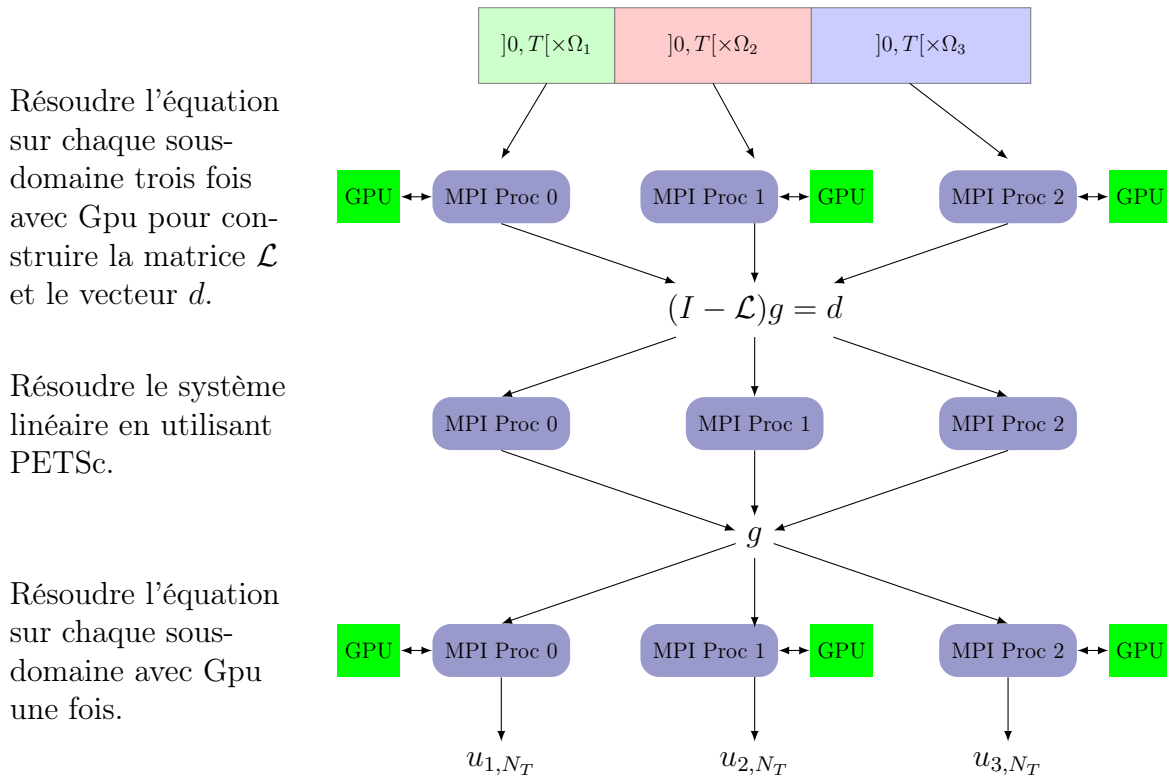 ]0, T[×Ω₁ ]0, T[×Ω₂ ]0, T[×Ω₃
Résoudre l'équation
sur chaque sous-
domaine trois fois
avec Gpu pour con-
struire la matrice 𝓛
et le vecteur d.
GPU MPI Proc 0 MPI Proc 1 GPU MPI Proc 2 GPU
(I − 𝓛)g = d
Résoudre le système
linéaire en utilisant
PETSc.
MPI Proc 0 MPI Proc 1 MPI Proc 2
g
Résoudre l'équation
sur chaque sous-
domaine avec Gpu
une fois.
GPU MPI Proc 0 MPI Proc 1 GPU MPI Proc 2 GPU
u_{1,N_T} u_{2,N_T} u_{3,N_T}